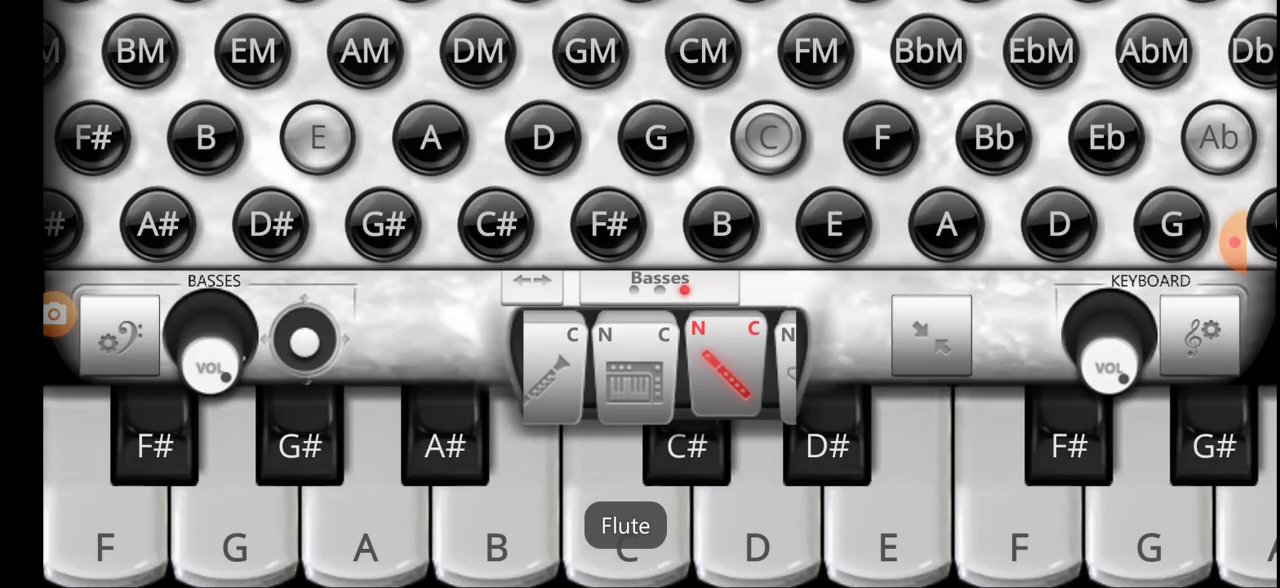 M BM EM AM DM GM CM FM BbM EbM AbM Db
F# B E A D G C F Bb Eb Ab
# A# D# G# C# F# B E A D G
BASSES
Basses
KEYBOARD
C N C N C N
VOL
VOL
F# G# A# C# D# F# G#
Flute
F G A B C D E F G